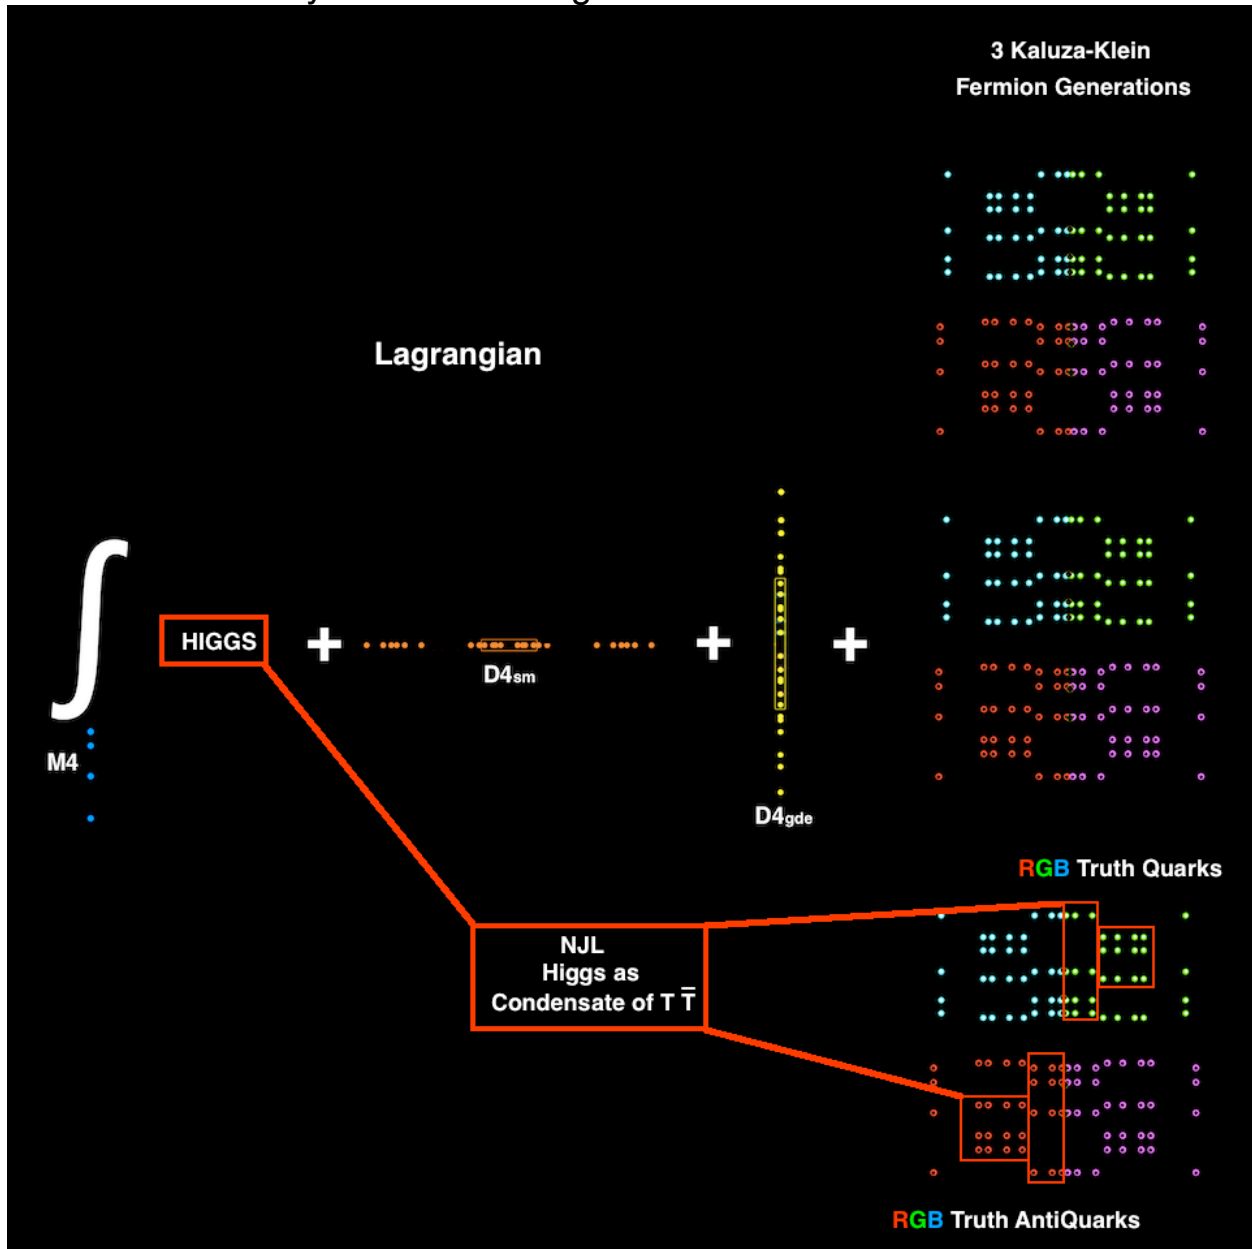 3 Kaluza-Klein
Fermion Generations
Lagrangian
∫
HIGGS
+
+
+
D4sm
M4
D4gde
RGB Truth Quarks
NJL
Higgs as
Condensate of T T̅
RGB Truth AntiQuarks